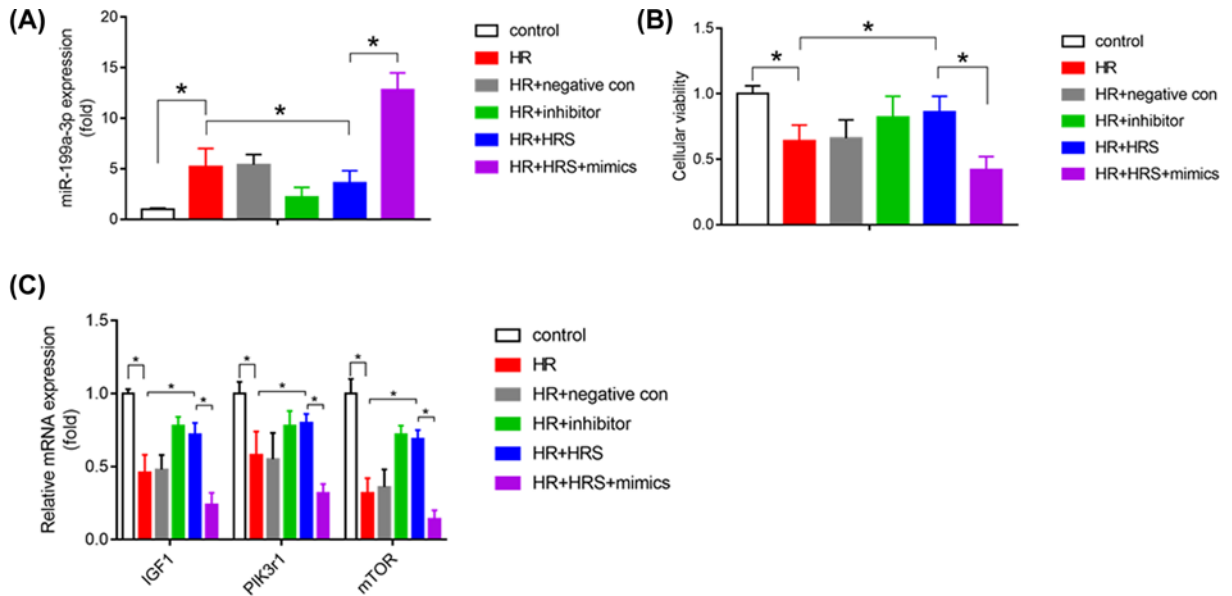 (A)
miR-199a-3p expression
(fold)
20
15
10
5
0
*
*
*
control
HR
HR+negative con
HR+inhibitor
HR+HRS
HR+HRS+mimics
(B)
Cellular viability
1.5
1.0
0.5
0.0
*
*
*
control
HR
HR+negative con
HR+inhibitor
HR+HRS
HR+HRS+mimics
(C)
Relative mRNA expression
(fold)
1.5
1.0
0.5
0.0
*
*
*
*
*
*
*
*
*
IGF1
PIK3r1
mTOR
control
HR
HR+negative con
HR+inhibitor
HR+HRS
HR+HRS+mimics